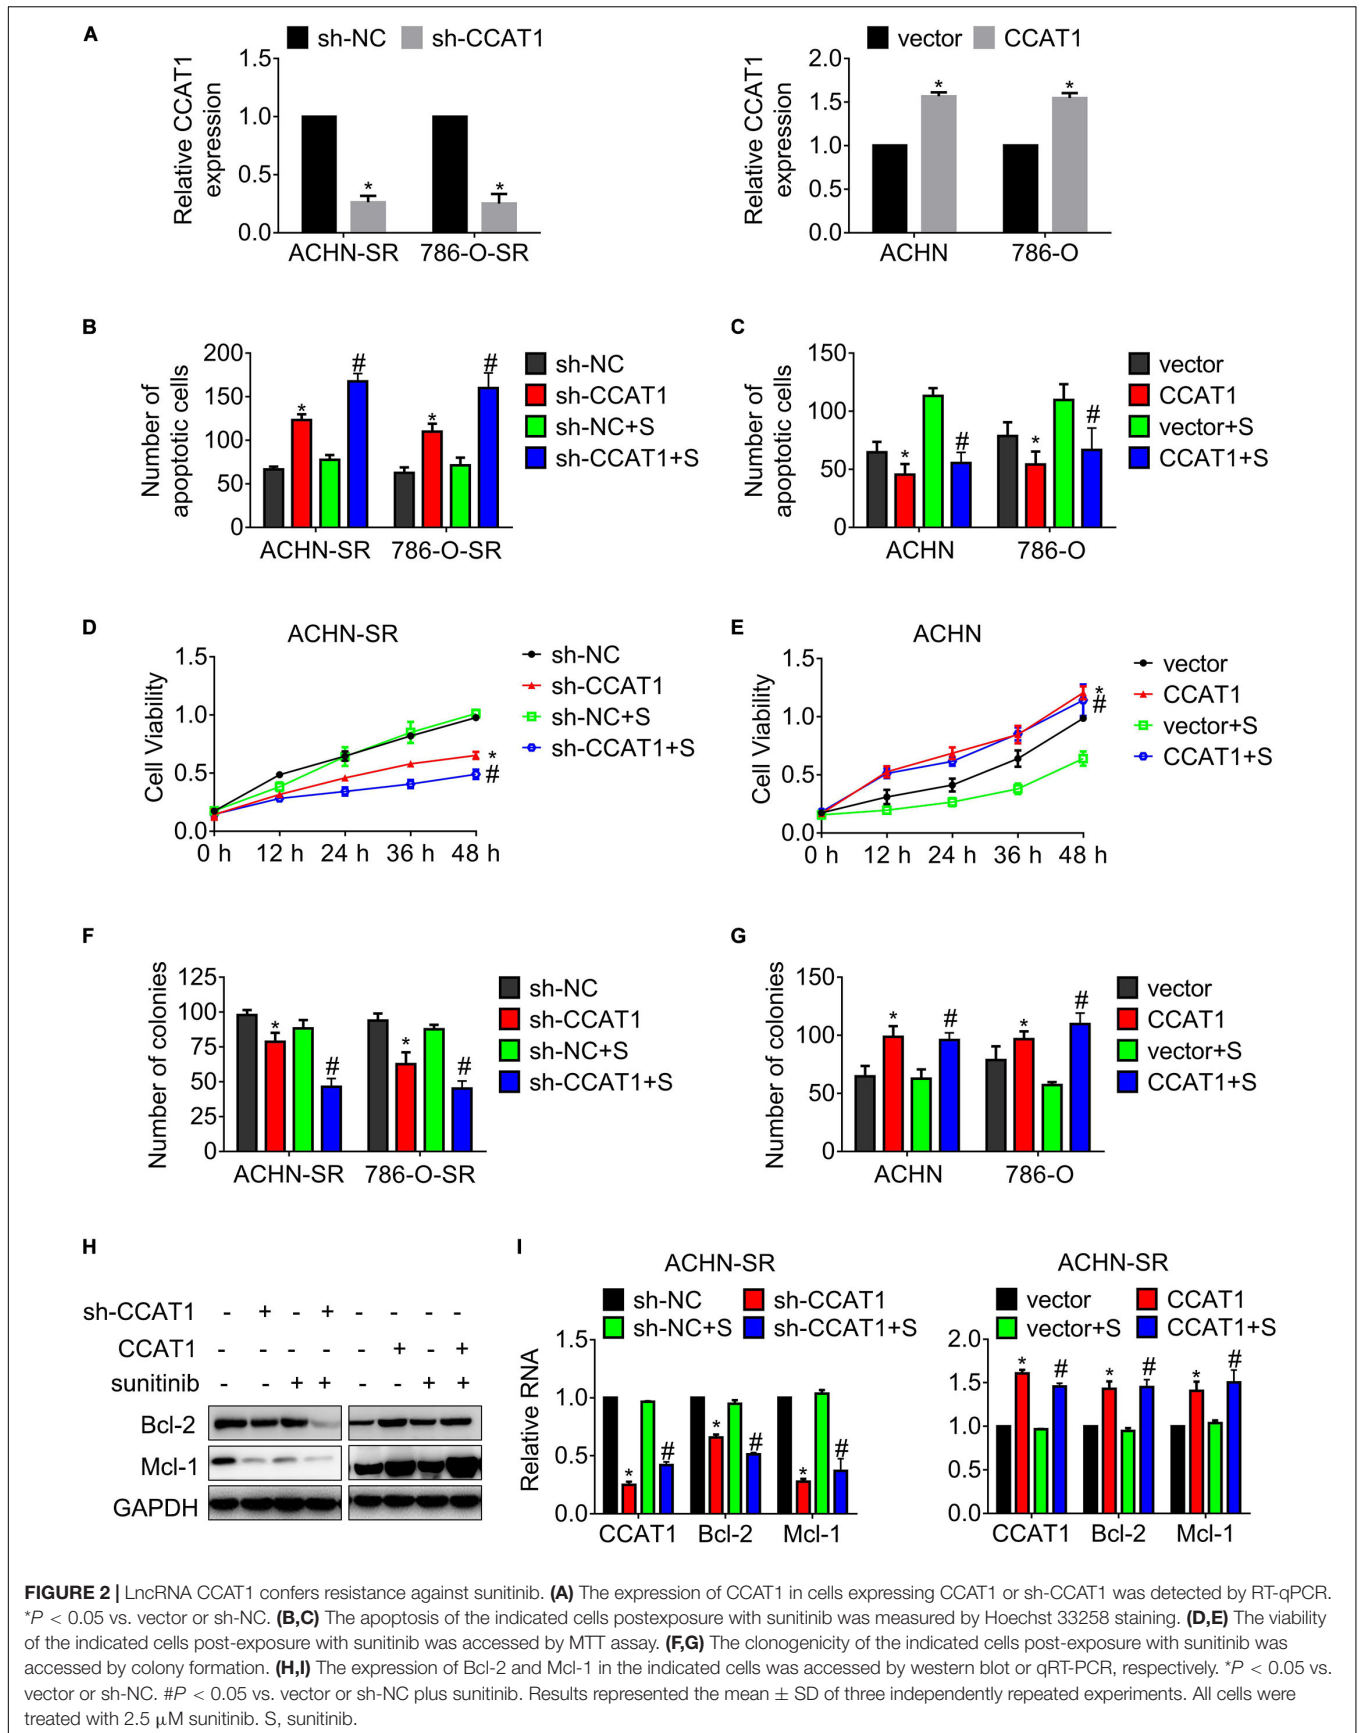 A
sh-NC sh-CCAT1
Relative CCAT1
expression
1.5
1.0
0.5
0.0
* *
ACHN-SR 786-O-SR
vector CCAT1
Relative CCAT1
expression
2.0
1.5
1.0
0.5
0.0
* *
ACHN 786-O
B
Number of
apoptotic cells
200
150
100
50
0
* # * #
ACHN-SR 786-O-SR
sh-NC
sh-CCAT1
sh-NC+S
sh-CCAT1+S
C
Number of
apoptotic cells
150
100
50
0
* # * #
ACHN 786-O
vector
CCAT1
vector+S
CCAT1+S
D
ACHN-SR
Cell Viability
1.5
1.0
0.5
0.0
0 h 12 h 24 h 36 h 48 h
*
#
sh-NC
sh-CCAT1
sh-NC+S
sh-CCAT1+S
E
ACHN
Cell Viability
1.5
1.0
0.5
0.0
0 h 12 h 24 h 36 h 48 h
*
#
vector
CCAT1
vector+S
CCAT1+S
F
Number of colonies
125
100
75
50
25
0
* # * #
ACHN-SR 786-O-SR
sh-NC
sh-CCAT1
sh-NC+S
sh-CCAT1+S
G
Number of colonies
150
100
50
0
* # * #
ACHN 786-O
vector
CCAT1
vector+S
CCAT1+S
H
sh-CCAT1 - + - + - - - -
CCAT1 - - - - - + - +
sunitinib - - + + - - + +
Bcl-2
Mcl-1
GAPDH
I
ACHN-SR
sh-NC sh-CCAT1
sh-NC+S sh-CCAT1+S
Relative RNA
1.5
1.0
0.5
0.0
* # * # * #
CCAT1 Bcl-2 Mcl-1
ACHN-SR
vector CCAT1
vector+S CCAT1+S
2.0
1.5
1.0
0.5
0.0
* # * # * #
CCAT1 Bcl-2 Mcl-1
FIGURE 2 | LncRNA CCAT1 confers resistance against sunitinib. (A) The expression of CCAT1 in cells expressing CCAT1 or sh-CCAT1 was detected by RT-qPCR.
*P < 0.05 vs. vector or sh-NC. (B,C) The apoptosis of the indicated cells postexposure with sunitinib was measured by Hoechst 33258 staining. (D,E) The viability
of the indicated cells post-exposure with sunitinib was accessed by MTT assay. (F,G) The clonogenicity of the indicated cells post-exposure with sunitinib was
accessed by colony formation. (H,I) The expression of Bcl-2 and Mcl-1 in the indicated cells was accessed by western blot or qRT-PCR, respectively. *P < 0.05 vs.
vector or sh-NC. #P < 0.05 vs. vector or sh-NC plus sunitinib. Results represented the mean ± SD of three independently repeated experiments. All cells were
treated with 2.5 μM sunitinib. S, sunitinib.